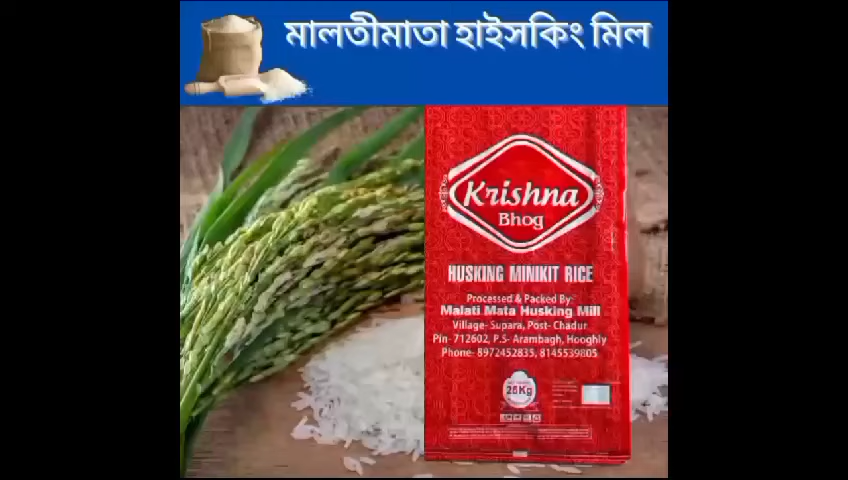 মালতীমাতা হাইসকিং মিল
Krishna
Bhog
HUSKING MINIKIT RICE
Processed & Packed By:
Malati Mata Husking Mill
Village- Supara, Post- Chadur
Pin- 712602, P.S- Arambagh, Hooghly
Phone- 8972452835, 8145539805
25Kg